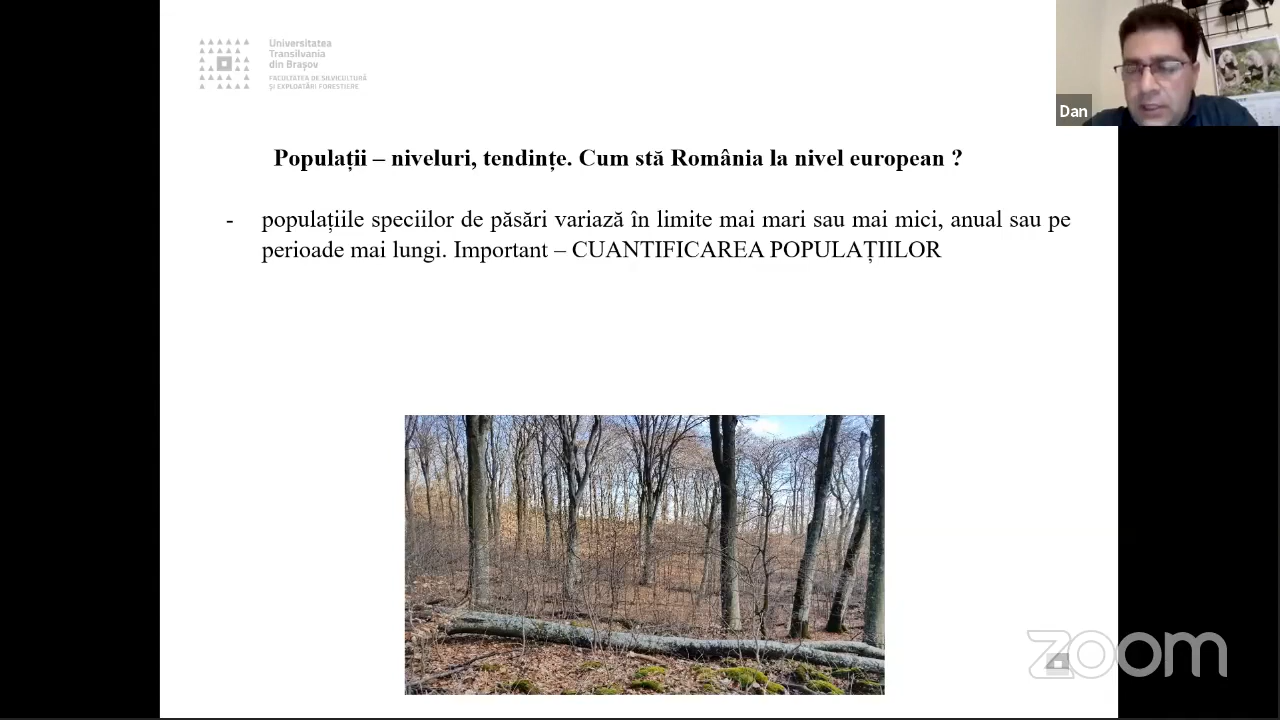 Universitatea
Transilvania
din Brașov
FACULTATEA DE SILVICULTURĂ
ȘI EXPLOATĂRI FORESTIERE
Dan
Populații – niveluri, tendințe. Cum stă România la nivel european ?
- populațiile speciilor de păsări variază în limite mai mari sau mai mici, anual sau pe
perioade mai lungi. Important – CUANTIFICAREA POPULAȚIILOR
zoom